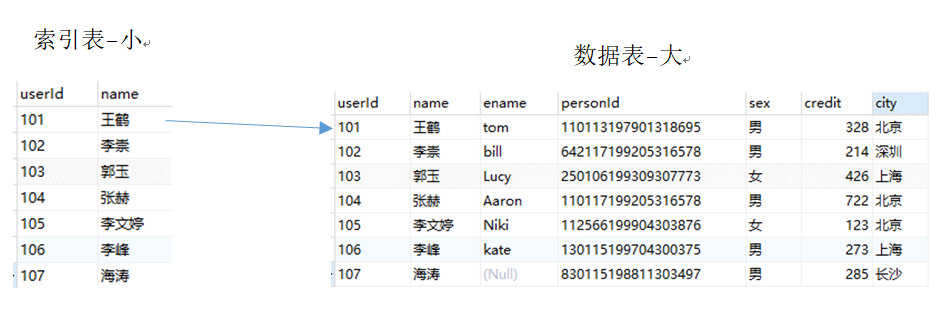 索引表-小
数据表-大
userId name
101 王鹤
102 李崇
103 郭玉
104 张赫
105 李文婷
106 李峰
107 海涛
userId name ename personId sex credit city
101 王鹤 tom 110113197901318695 男 328 北京
102 李崇 bill 642117199205316578 男 214 深圳
103 郭玉 Lucy 250106199309307773 女 426 上海
104 张赫 Aaron 110117199205316578 男 722 北京
105 李文婷 Niki 112566199904303876 女 123 北京
106 李峰 kate 130115199704300375 男 273 上海
107 海涛 (Null) 830115198811303497 男 285 长沙